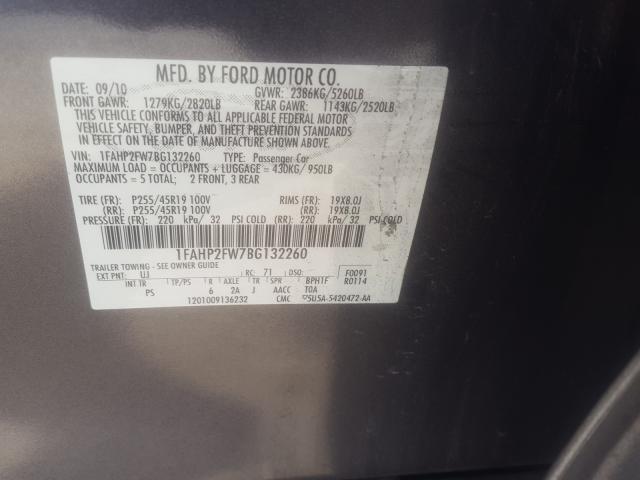 MFD. BY FORD MOTOR CO.
DATE: 09/10 GVWR: 2386KG/5260LB
FRONT GAWR: 1279KG/2820LB REAR GAWR: 1143KG/2520LB
THIS VEHICLE CONFORMS TO ALL APPLICABLE FEDERAL MOTOR
VEHICLE SAFETY, BUMPER, AND THEFT PREVENTION STANDARDS
IN EFFECT ON THE DATE OF MANUFACTURE SHOWN ABOVE.
VIN: 1FAHP2FW7BG132260 TYPE: Passenger Car
MAXIMUM LOAD = OCCUPANTS + LUGGAGE = 430KG/ 950LB
OCCUPANTS = 5 TOTAL; 2 FRONT, 3 REAR
TIRE (FR): P255/45R19 100V RIMS (FR): 19X8.0J
(RR): P255/45R19 100V (RR): 19X8.0J
PRESSURE (FR): 220 kPa/ 32 PSI COLD (RR): 220 kPa/ 32 PSI COLD
1FAHP2FW7BG132260
TRAILER TOWING - SEE OWNER GUIDE
EXT PNT: UJ RC: 71 DSO: F0091
INT TR TP/PS R AXLE TR SPR BPHTF R0114
PS 6 2A J AACC TOA
1201009136232 CMC 5U5A-5420472-AA